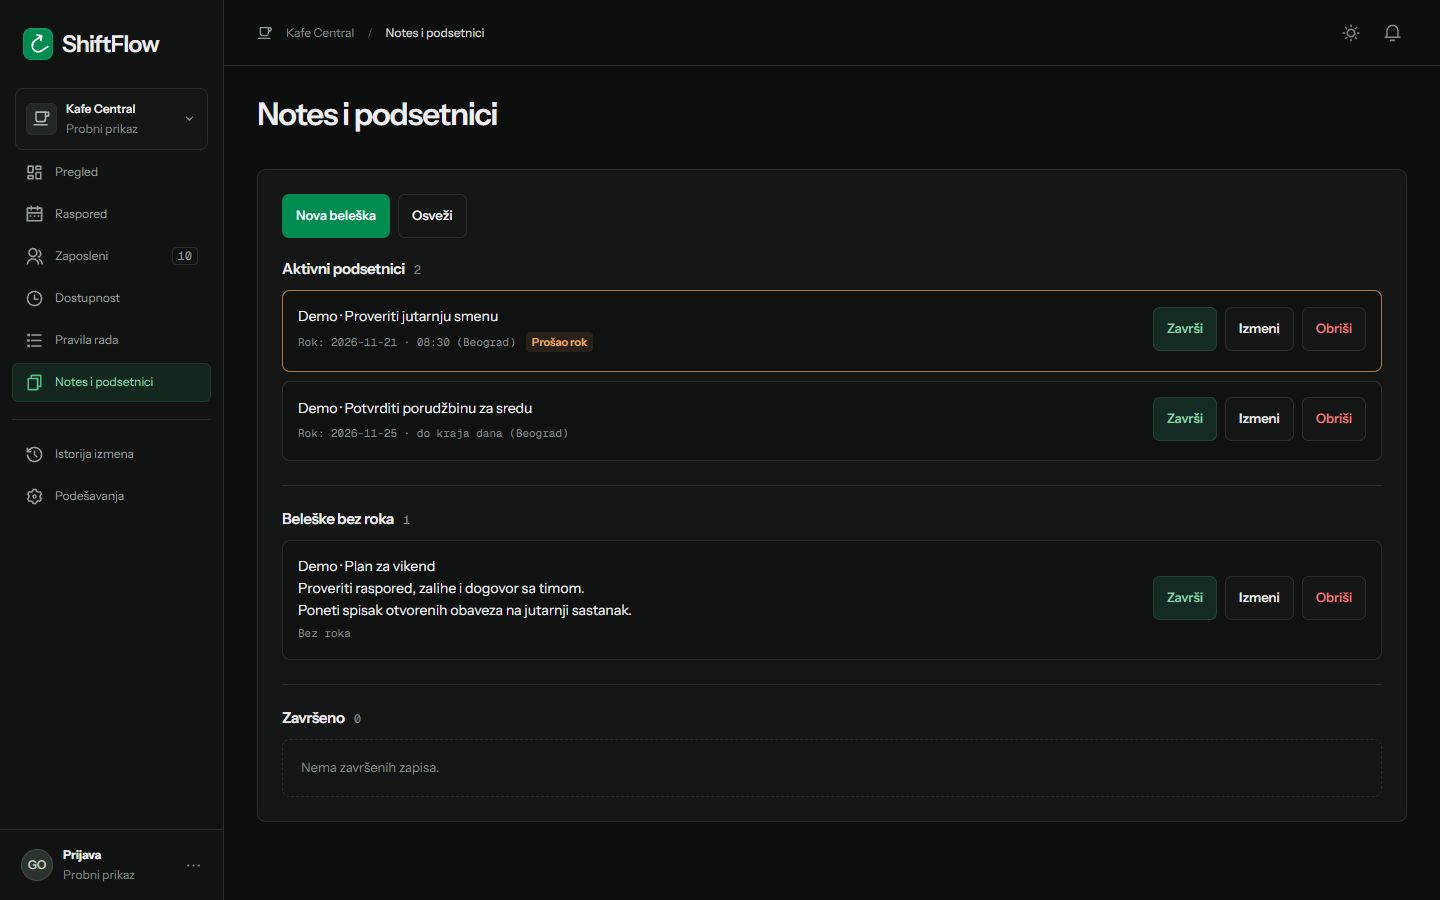 ShiftFlow
Kafe Central
Probni prikaz
Pregled
Raspored
Zaposleni 10
Dostupnost
Pravila rada
Notes i podsetnici
Istorija izmena
Podešavanja
GO
Prijava
Probni prikaz
Kafe Central / Notes i podsetnici
Notes i podsetnici
Nova beleška Osveži
Aktivni podsetnici 2
Demo · Proveriti jutarnju smenu
Rok: 2026-11-21 · 08:30 (Beograd) Prošao rok
Završi Izmeni Obriši
Demo · Potvrditi porudžbinu za sredu
Rok: 2026-11-25 · do kraja dana (Beograd)
Završi Izmeni Obriši
Beleške bez roka 1
Demo · Plan za vikend
Proveriti raspored, zalihe i dogovor sa timom.
Poneti spisak otvorenih obaveza na jutarnji sastanak.
Bez roka
Završi Izmeni Obriši
Završeno 0
Nema završenih zapisa.